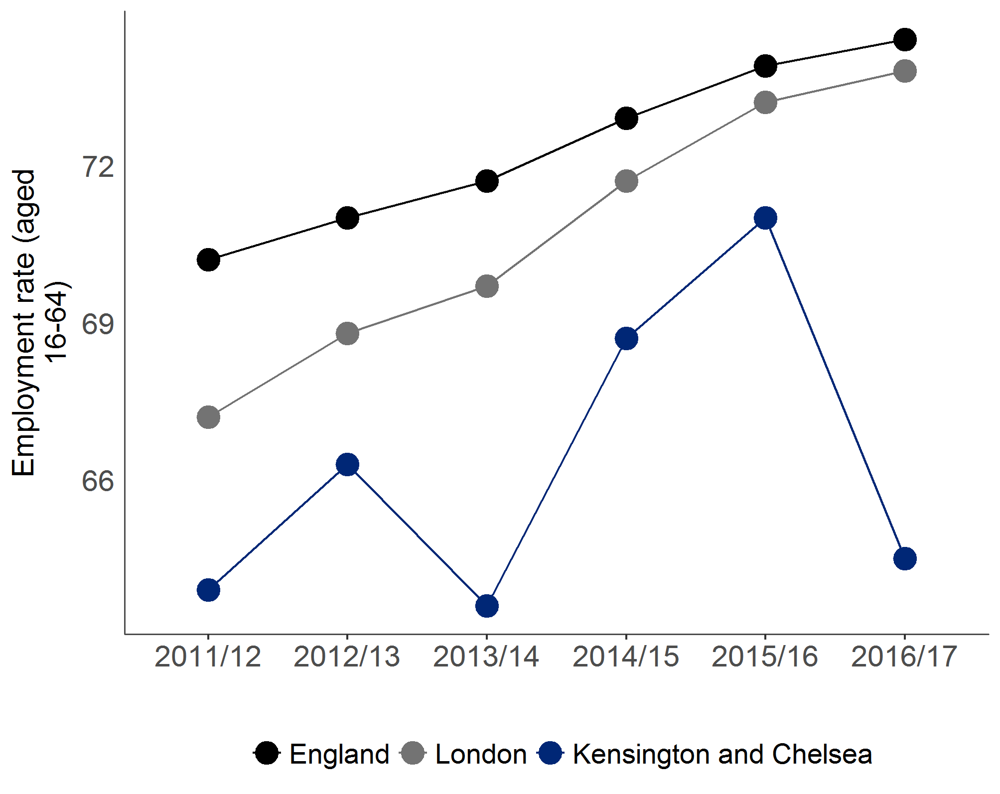 Employment rate (aged
16-64)
72
69
66
2011/12 2012/13 2013/14 2014/15 2015/16 2016/17
England London Kensington and Chelsea